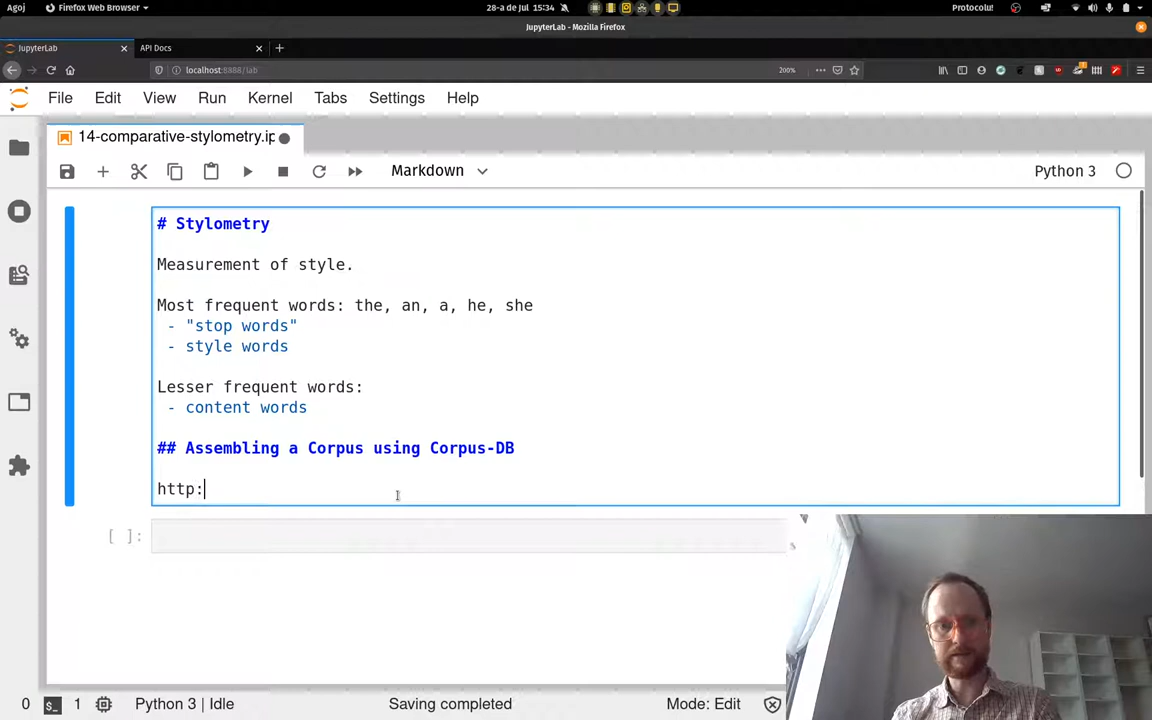 Agoj
Firefox Web Browser
28-a de Jul 15:34
Protocolu!
JupyterLab - Mozilla Firefox
JupyterLab
API Docs
localhost:8888/lab
200%
File Edit View Run Kernel Tabs Settings Help
14-comparative-stylometry.ip
Markdown
Python 3
# Stylometry
Measurement of style.
Most frequent words: the, an, a, he, she
- "stop words"
- style words
Lesser frequent words:
- content words
## Assembling a Corpus using Corpus-DB
http:
[ ]:
0
1
Python 3 | Idle
Saving completed
Mode: Edit